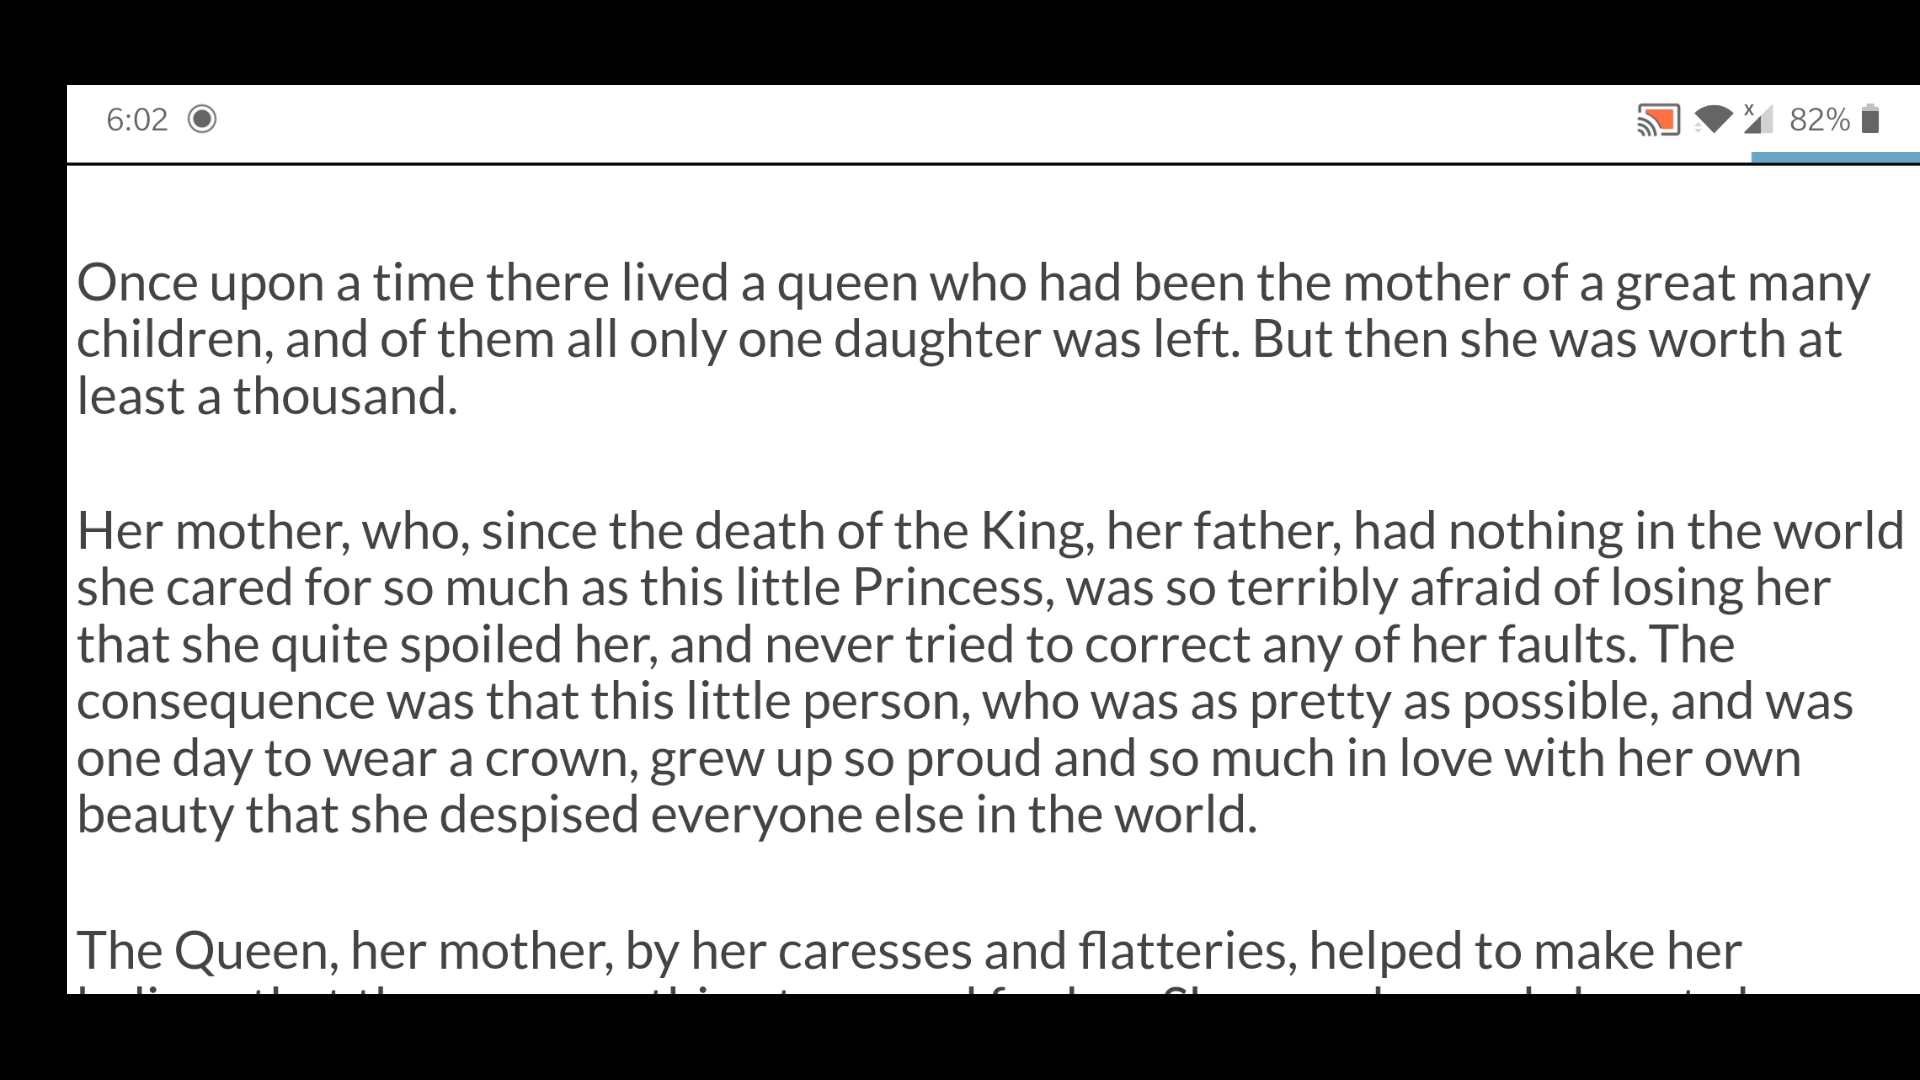 6:02
x 82%
Once upon a time there lived a queen who had been the mother of a great many
children, and of them all only one daughter was left. But then she was worth at
least a thousand.
Her mother, who, since the death of the King, her father, had nothing in the world
she cared for so much as this little Princess, was so terribly afraid of losing her
that she quite spoiled her, and never tried to correct any of her faults. The
consequence was that this little person, who was as pretty as possible, and was
one day to wear a crown, grew up so proud and so much in love with her own
beauty that she despised everyone else in the world.
The Queen, her mother, by her caresses and flatteries, helped to make her